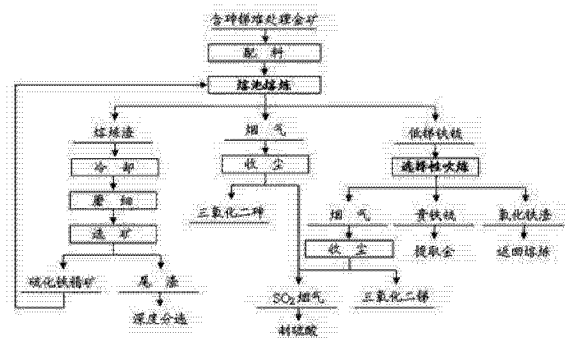 含砷锑难处理金矿
配 料
熔池熔炼
熔炼渣
烟 气
低锑铁锍
冷 却
收 尘
选择性吹炼
磨 细
三氧化二砷
烟 气
贵铁锍
氧化铁渣
选 矿
收 尘
提取金
返回熔炼
硫化铁精矿
尾 渣
SO₂烟气
三氧化二锑
深度分选
制硫酸